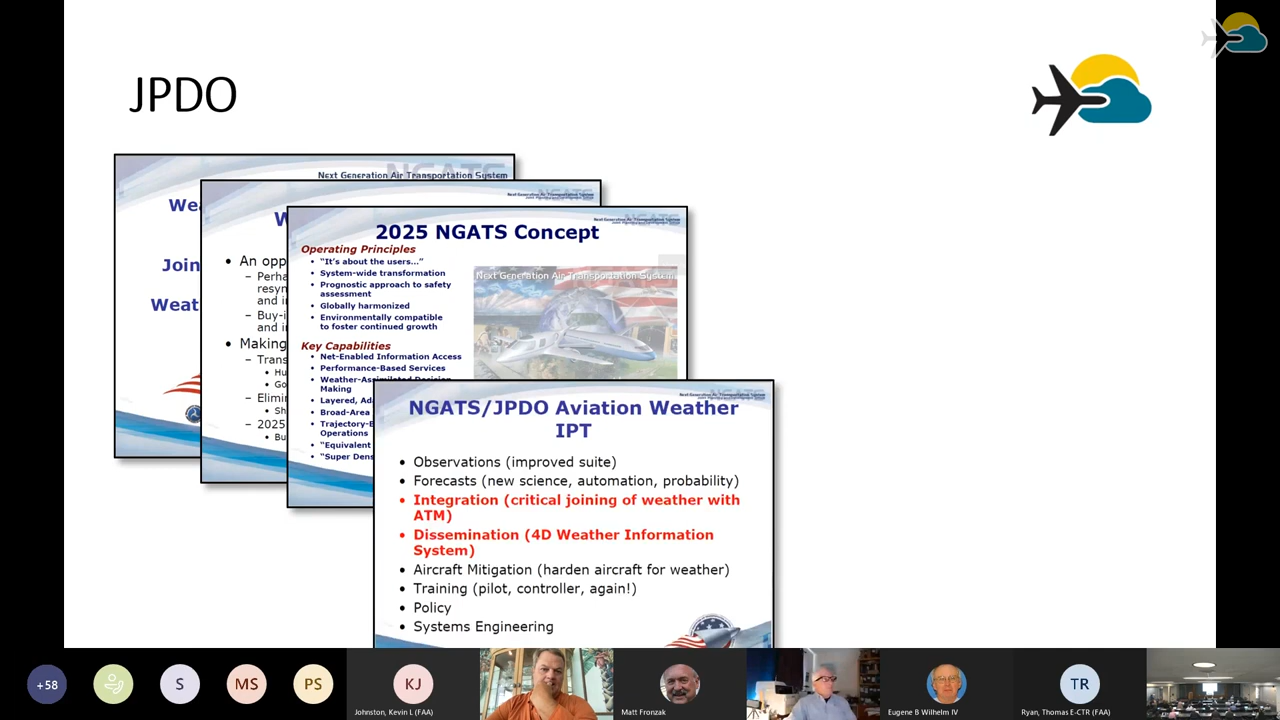 JPDO
Next Generation Air Transportation System
We
Join
Weat
W
An opp
Perha
resyn
and i
Buy-i
and i
Making
Trans
Hu
Go
Elimi
Sh
2025
Bu
2025 NGATS Concept
Operating Principles
"It's about the users..."
System-wide transformation
Prognostic approach to safety
assessment
Globally harmonized
Environmentally compatible
to foster continued growth
Key Capabilities
Net-Enabled Information Access
Performance-Based Services
Weather-Assimilated Decision
Making
Layered, Ada
Broad-Area
Trajectory-B
Operations
"Equivalent
"Super Dens
Next Generation Air Transportation System
NGATS/JPDO Aviation Weather
IPT
Observations (improved suite)
Forecasts (new science, automation, probability)
Integration (critical joining of weather with
ATM)
Dissemination (4D Weather Information
System)
Aircraft Mitigation (harden aircraft for weather)
Training (pilot, controller, again!)
Policy
Systems Engineering
+58
S
MS
PS
KJ
TR
Johnston, Kevin L (FAA)
Matt Fronzak
Eugene B Wilhelm IV
Ryan, Thomas E-CTR (FAA)